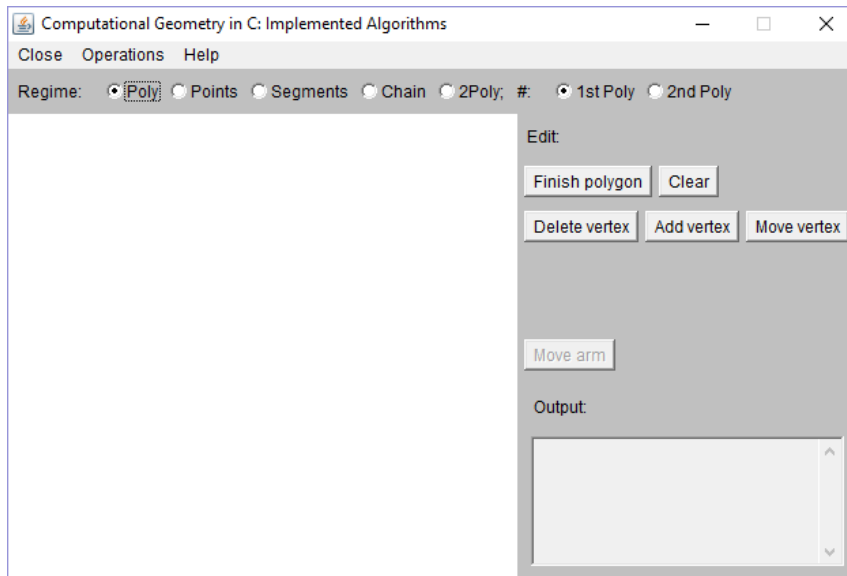 Computational Geometry in C: Implemented Algorithms
Close Operations Help
Regime: Poly Points Segments Chain 2Poly; #: 1st Poly 2nd Poly
Edit:
Finish polygon Clear
Delete vertex Add vertex Move vertex
Move arm
Output: